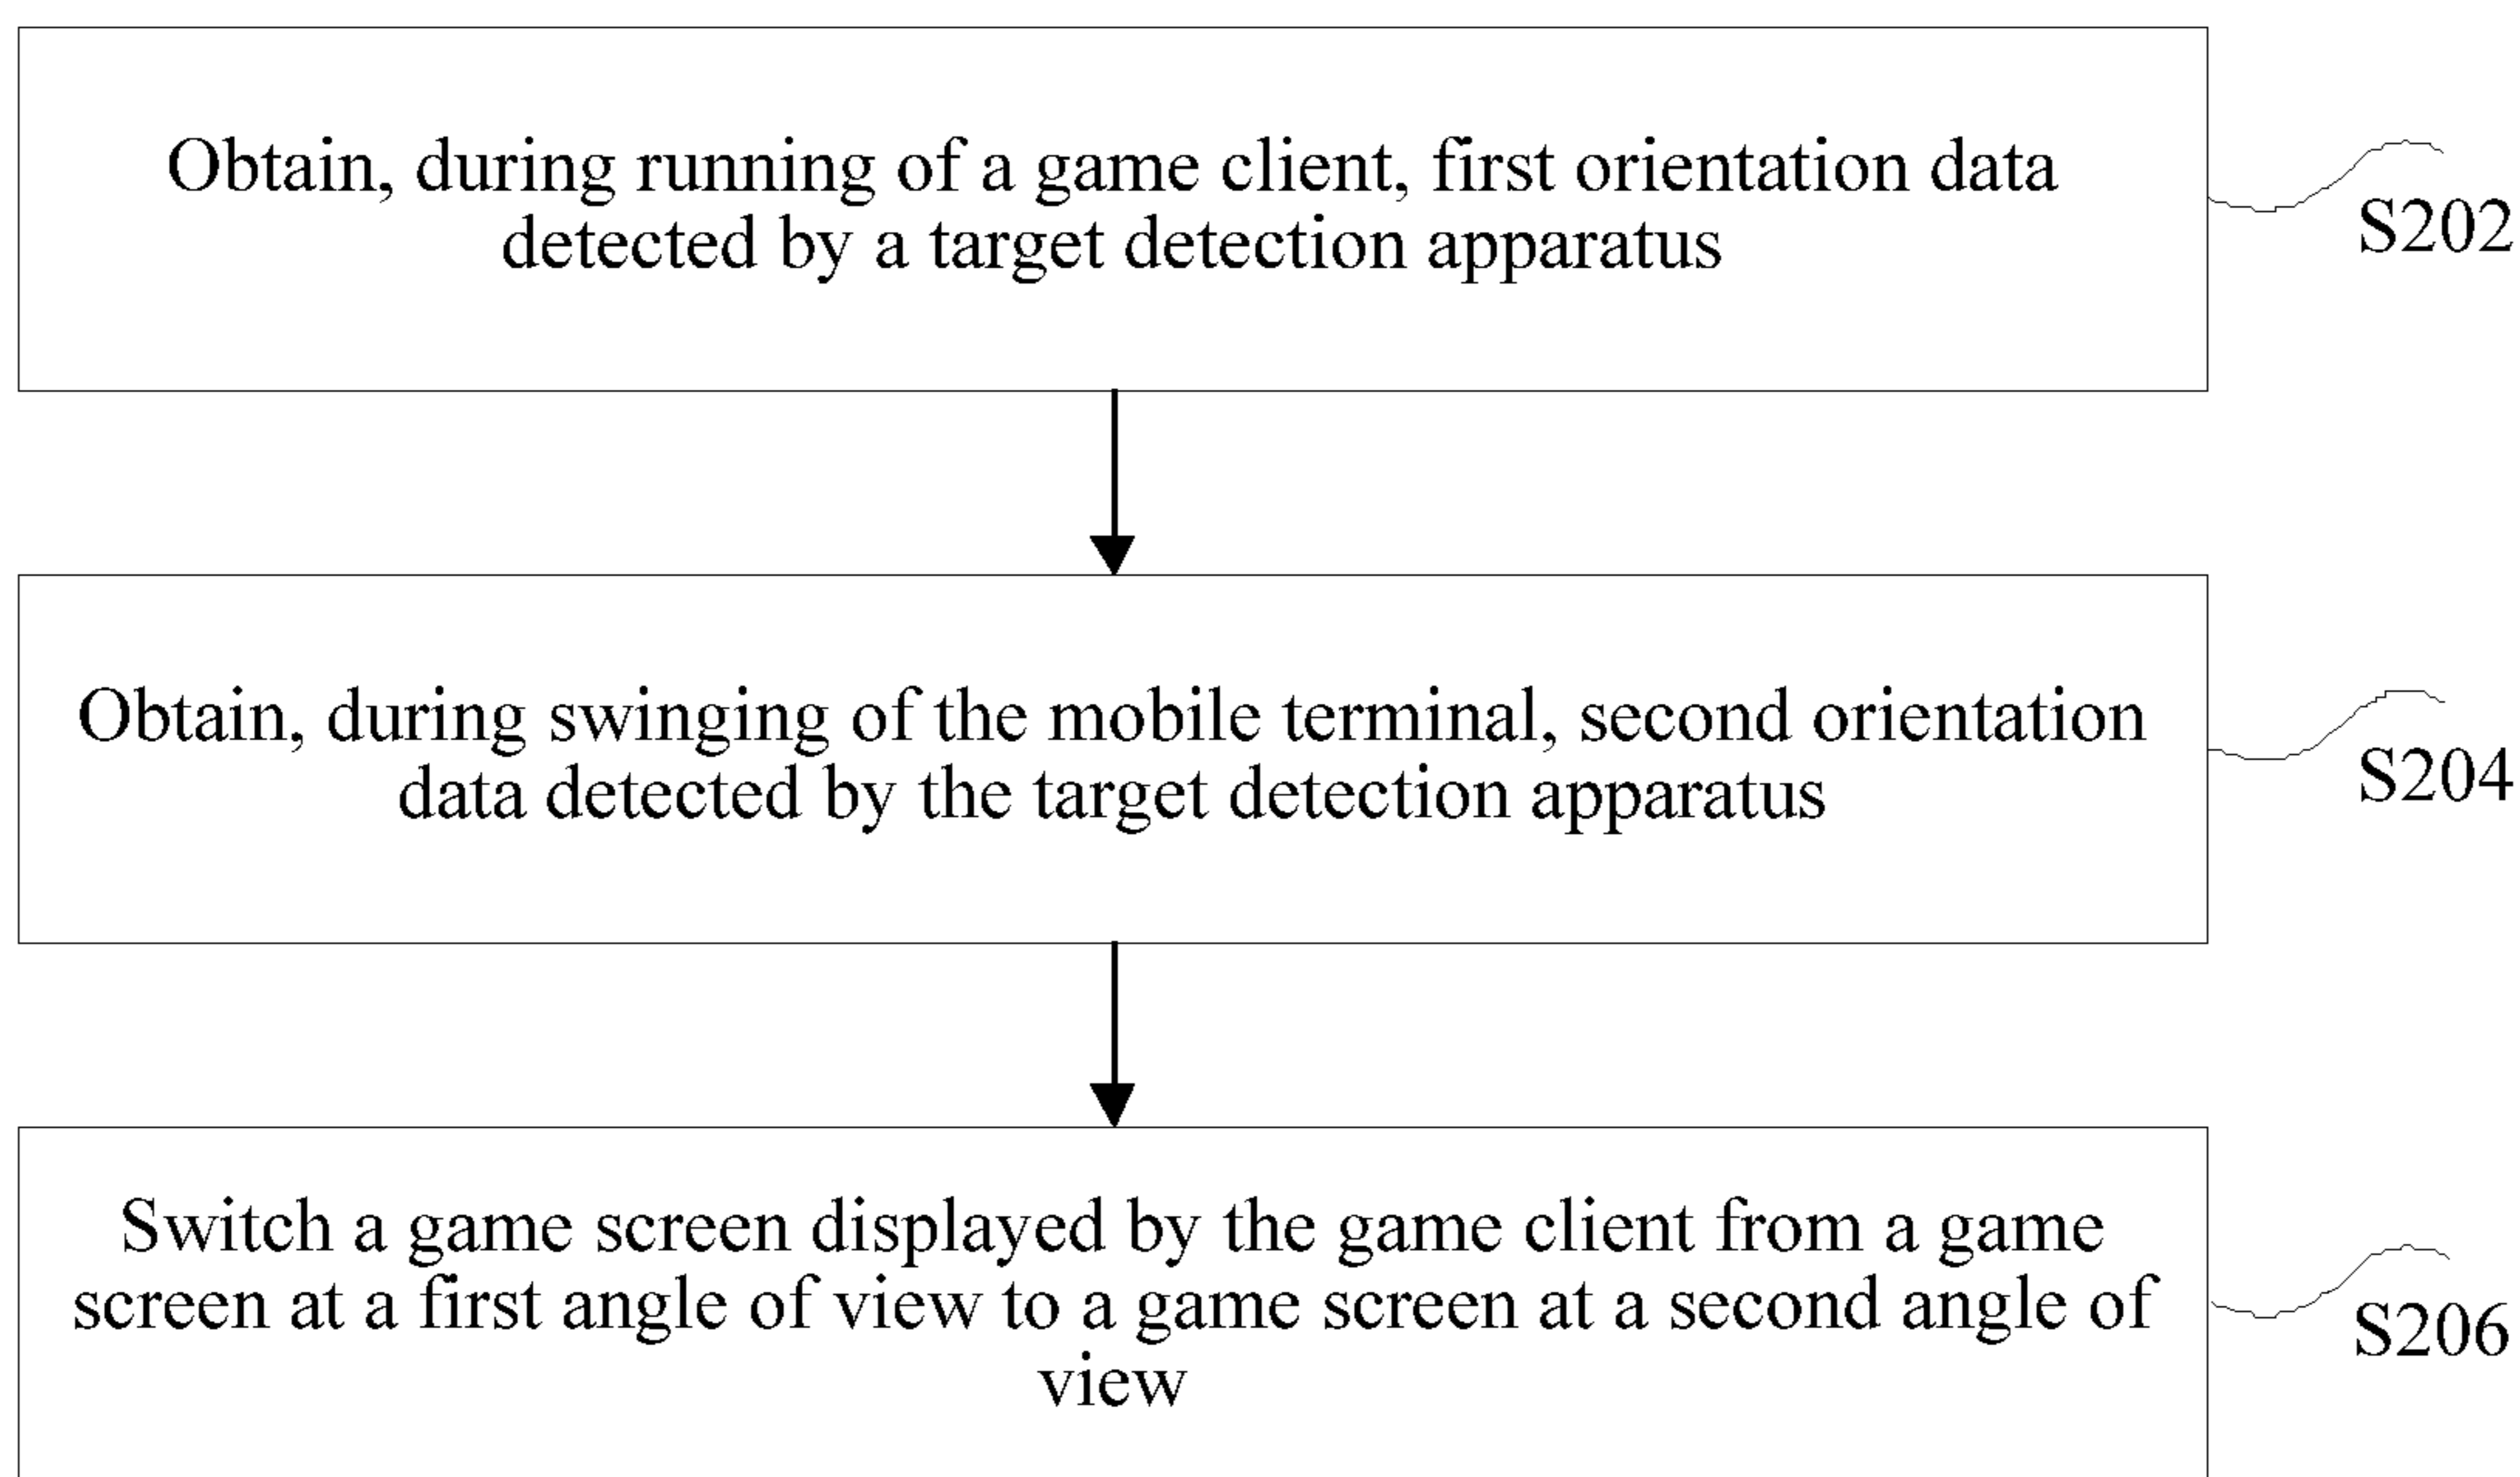 Obtain, during running of a game client, first orientation data
detected by a target detection apparatus
S202
Obtain, during swinging of the mobile terminal, second orientation
data detected by the target detection apparatus
S204
Switch a game screen displayed by the game client from a game
screen at a first angle of view to a game screen at a second angle of
view
S206